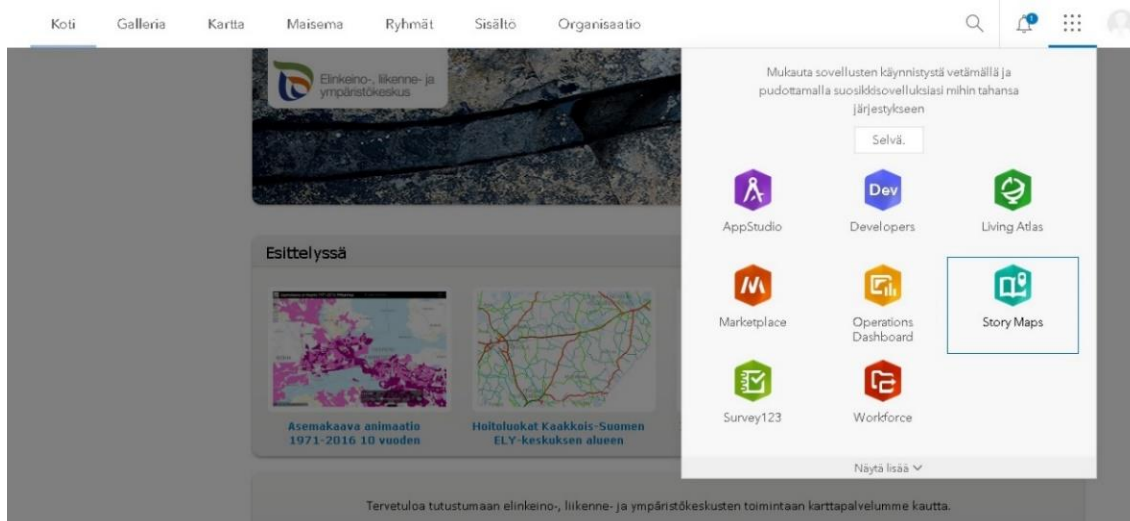 Koti Galleria Kartta Maisema Ryhmät Sisältö Organisaatio
Elinkeino-, liikenne- ja
ympäristökeskus
Mukauta sovellusten käynnistystä vetämällä ja
pudottamalla suosikkisovelluksiasi mihin tahansa
järjestykseen
Selvä.
AppStudio
Dev
Developers
Living Atlas
Marketplace
Operations
Dashboard
Story Maps
Survey123
Workforce
Näytä lisää
Esittelyssä
Asemakaava animaatio
1971-2016 10 vuoden
Hoitoluokat Kaakkois-Suomen
ELY-keskuksen alueen
Tervetuloa tutustumaan elinkeino-, liikenne- ja ympäristökeskusten toimintaan karttapalvelumme kautta.